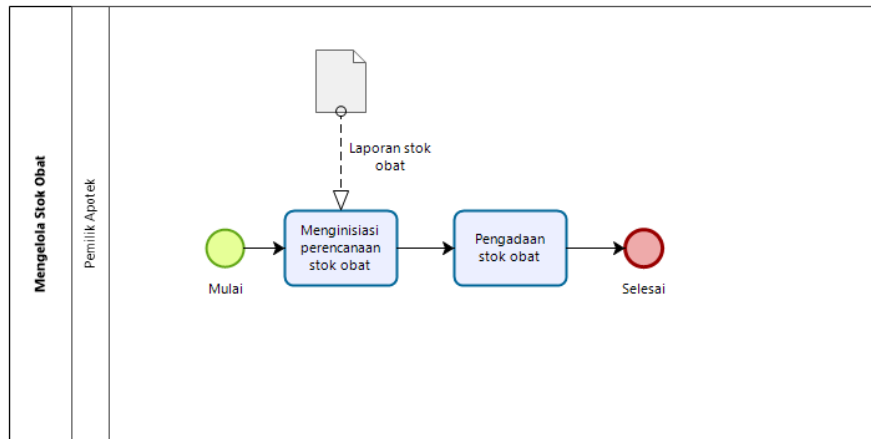 Mengelola Stok Obat
Pemilik Apotek
Laporan stok
obat
Mulai
Menginisiasi
perencanaan
stok obat
Pengadaan
stok obat
Selesai